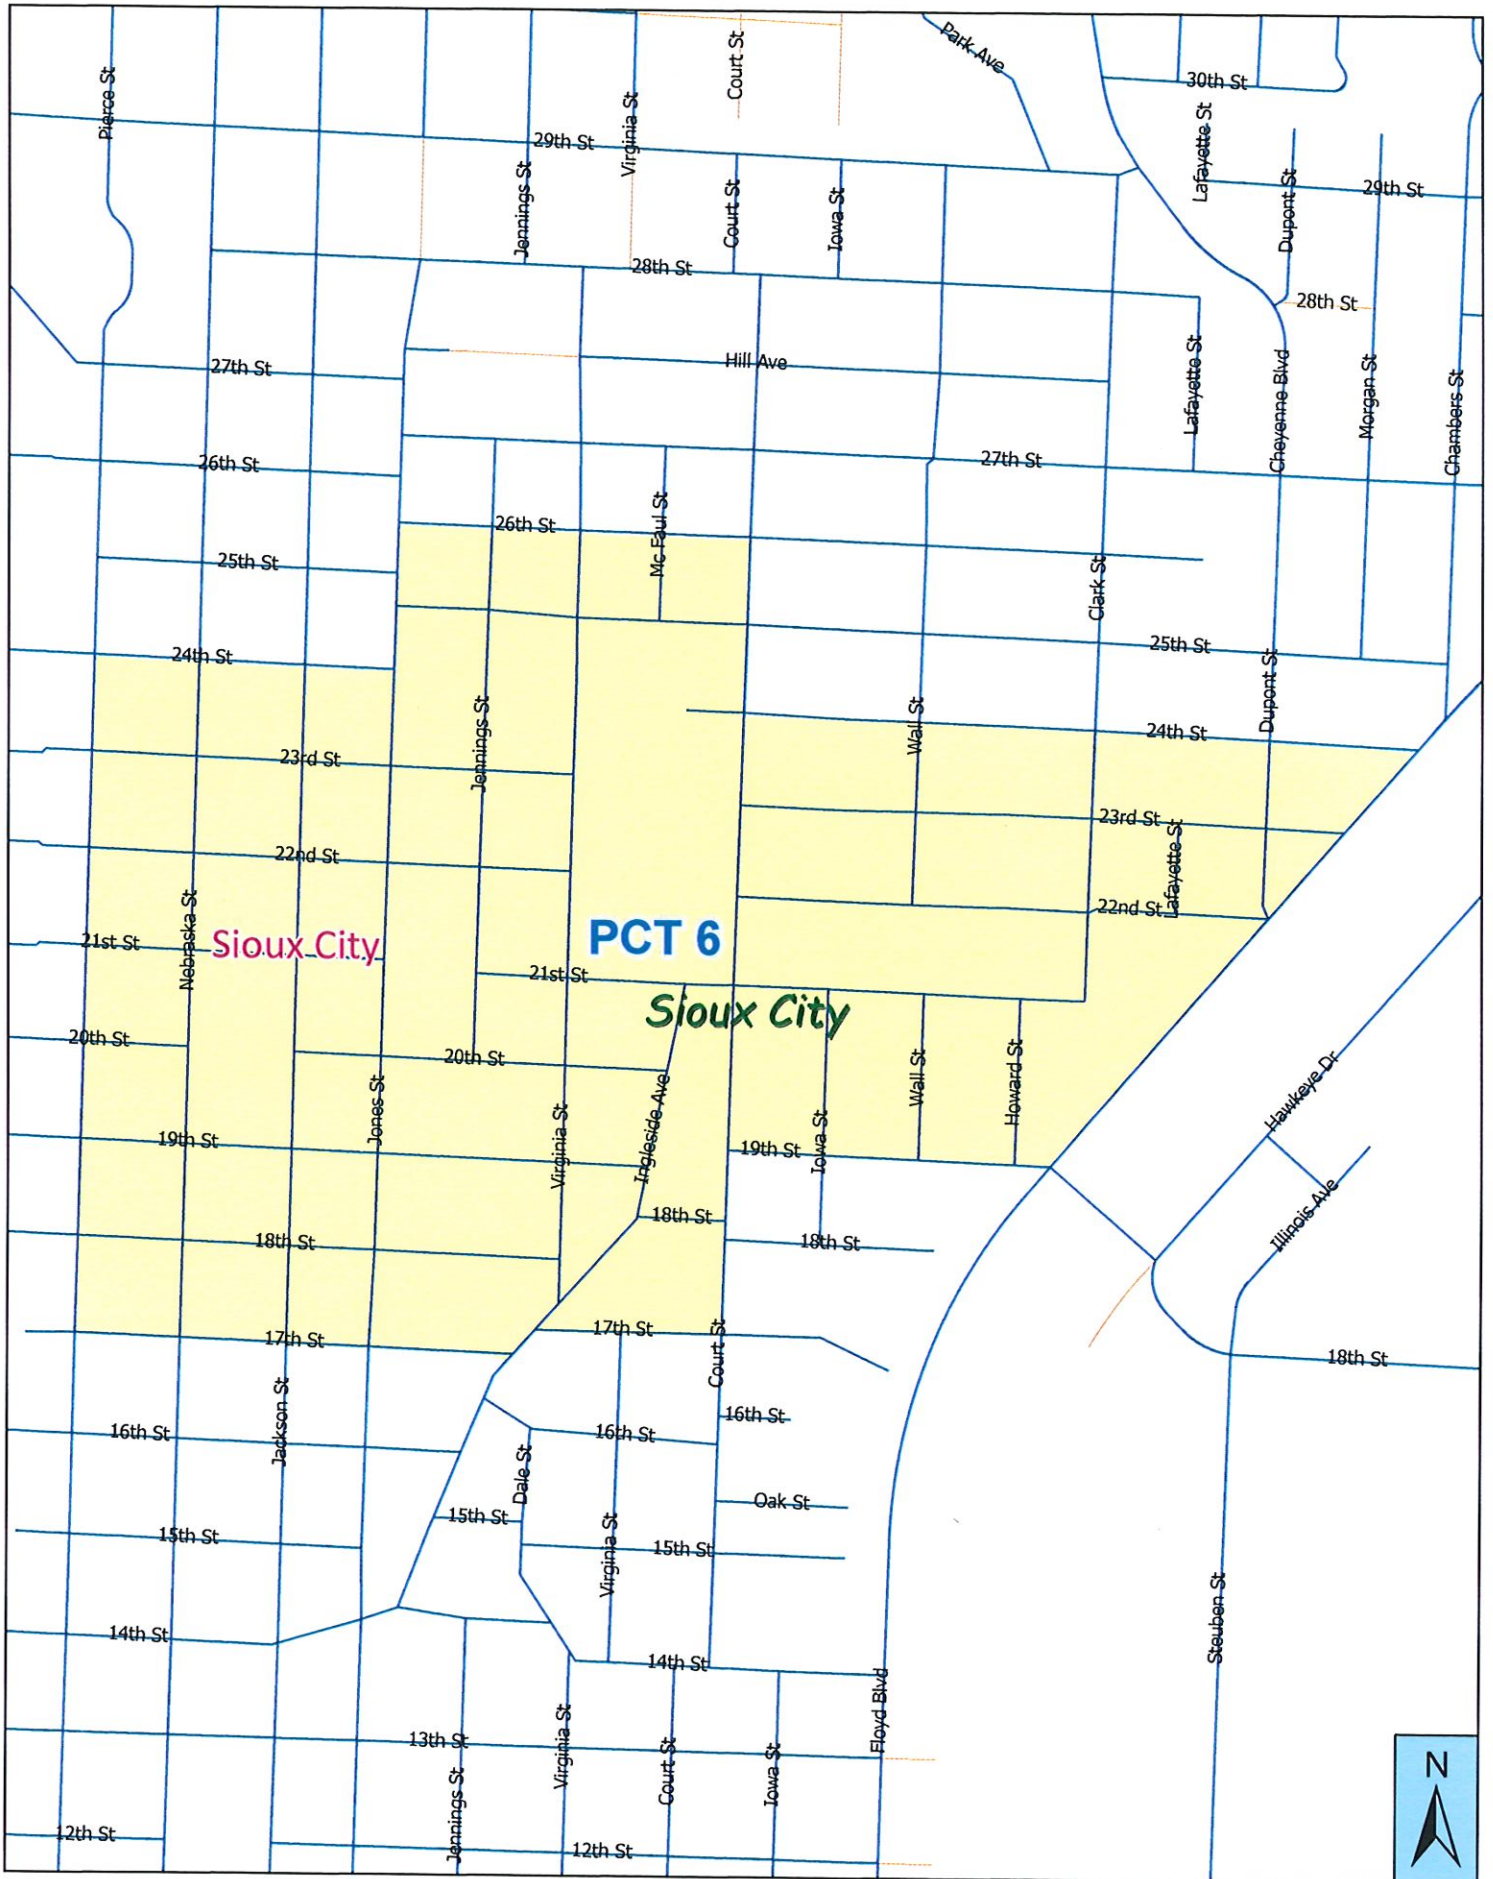 Court St
Park Ave
Pierce St
30th St
Virginia St
29th St
Lafayette St
Jennings St
Court St
Iowa St
Dupont St
29th St
28th St
28th St
27th St
Hill Ave
Lafayette St
Cheyenne Blvd
Morgan St
Chambers St
26th St
27th St
26th St
Mc Faul St
25th St
Clark St
24th St
25th St
Jennings St
Wall St
Dupont St
23rd St
24th St
22nd St
23rd St
Lafayette St
Nebraska St
22nd St
21st St
Sioux City
PCT 6
21st St
Sioux City
20th St
20th St
Jones St
Virginia St
Ingleside Ave
Iowa St
Wall St
Howard St
Hawkeye Dr
19th St
19th St
18th St
18th St
18th St
Illinois Ave
17th St
17th St
Court St
18th St
Jackson St
16th St
16th St
16th St
Dale St
15th St
Oak St
15th St
Virginia St
15th St
14th St
14th St
Steuben St
Floyd Blvd
13th St
Virginia St
Court St
Iowa St
Jennings St
12th St
12th St
N